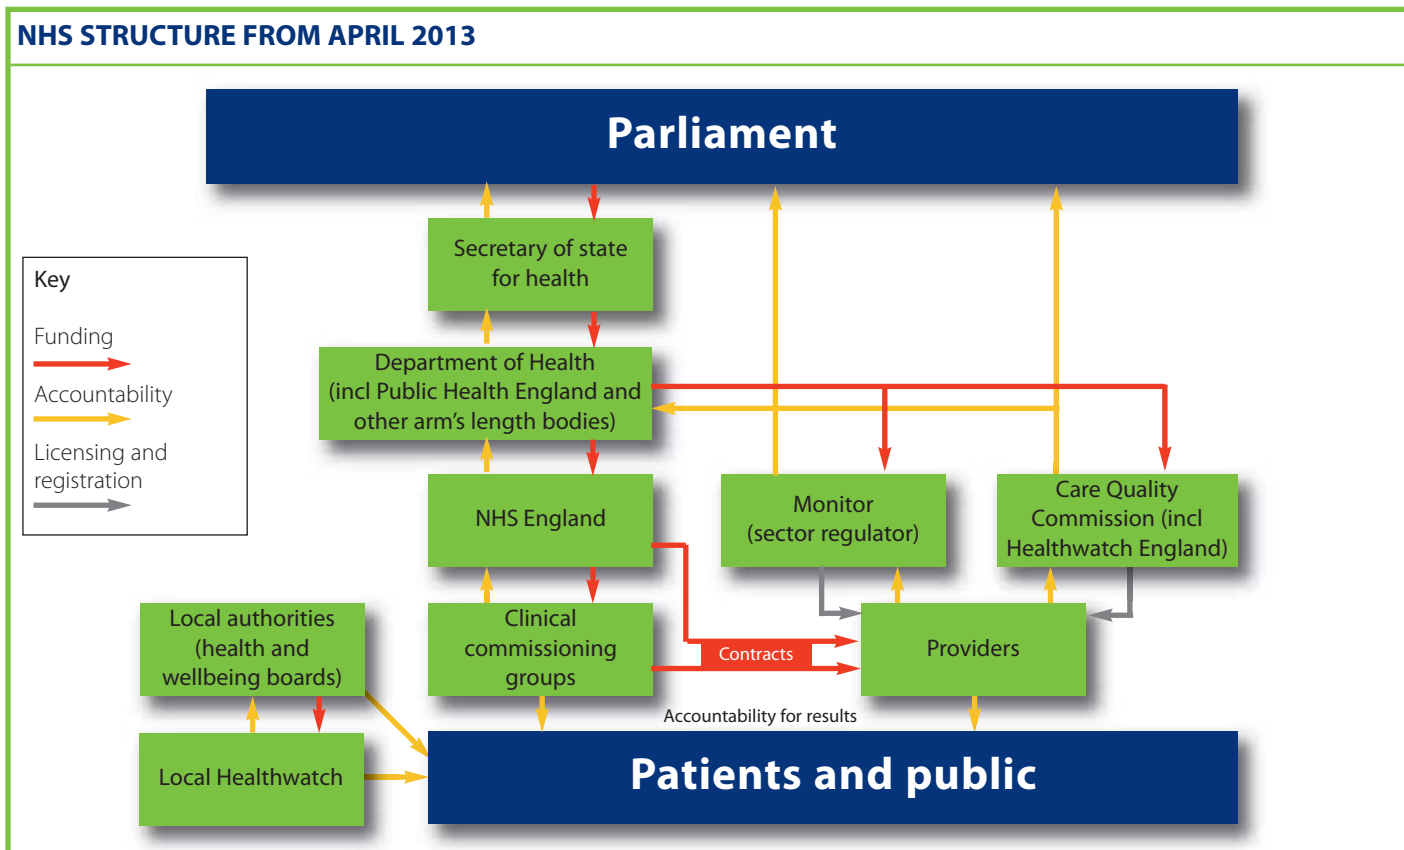 NHS STRUCTURE FROM APRIL 2013
Parliament
Secretary of state
for health
Key
Funding
Accountability
Licensing and
registration
Department of Health
(incl Public Health England and
other arm's length bodies)
NHS England
Monitor
(sector regulator)
Care Quality
Commission (incl
Healthwatch England)
Local authorities
(health and
wellbeing boards)
Clinical
commissioning
groups
Contracts
Providers
Accountability for results
Local Healthwatch
Patients and public